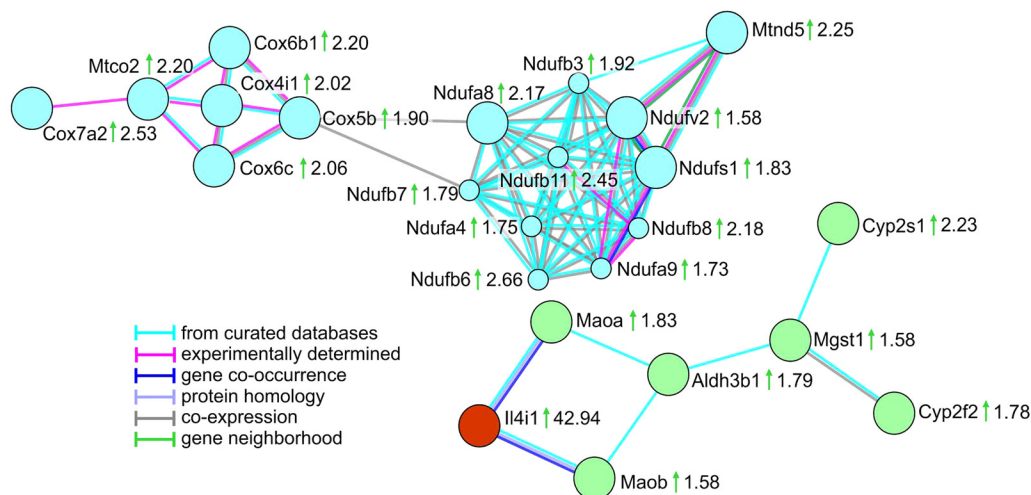 Cox6b1↑2.20
Mtnd5↑2.25
Mtco2↑2.20
Ndufb3↑1.92
Cox4i1↑2.02
Ndufa8↑2.17
Cox7a2↑2.53
Cox5b↑1.90
Ndufv2↑1.58
Cox6c↑2.06
Ndufs1↑1.83
Ndufb11↑2.45
Ndufb7↑1.79
Ndufa4↑1.75
Ndufb8↑2.18
Cyp2s1↑2.23
Ndufb6↑2.66
Ndufa9↑1.73
Maoa↑1.83
Mgst1↑1.58
Aldh3b1↑1.79
Il4i1↑42.94
Cyp2f2↑1.78
Maob↑1.58
from curated databases
experimentally determined
gene co-occurrence
protein homology
co-expression
gene neighborhood